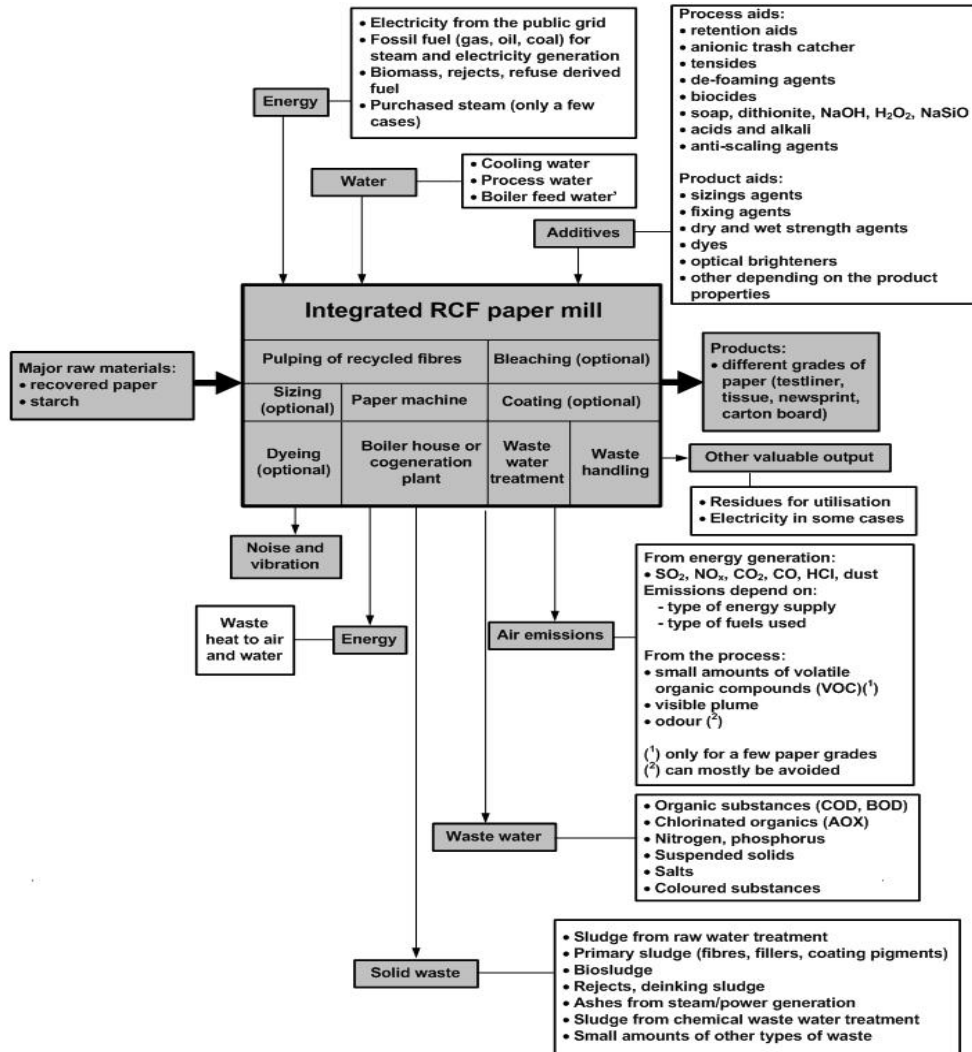 • Electricity from the public grid
• Fossil fuel (gas, oil, coal) for
steam and electricity generation
• Biomass, rejects, refuse derived
fuel
• Purchased steam (only a few
cases)
Energy
Process aids:
• retention aids
• anionic trash catcher
• tensides
• de-foaming agents
• biocides
• soap, dithionite, NaOH, H₂O₂, NaSiO
• acids and alkali
• anti-scaling agents
Product aids:
• sizings agents
• fixing agents
• dry and wet strength agents
• dyes
• optical brighteners
• other depending on the product
properties
Water
• Cooling water
• Process water
• Boiler feed water'
Additives
Integrated RCF paper mill
Pulping of recycled fibres
Bleaching (optional)
Sizing
(optional)
Paper machine
Coating (optional)
Dyeing
(optional)
Boiler house or
cogeneration
plant
Waste
water
treatment
Waste
handling
Major raw materials:
• recovered paper
• starch
Products:
• different grades of
paper (testliner,
tissue, newsprint,
carton board)
Other valuable output
• Residues for utilisation
• Electricity in some cases
Noise and
vibration
Waste
heat to air
and water
Energy
Air emissions
From energy generation:
• SO₂, NOₓ, CO₂, CO, HCl, dust
Emissions depend on:
- type of energy supply
- type of fuels used
From the process:
• small amounts of volatile
organic compounds (VOC)(¹)
• visible plume
• odour (²)
(¹) only for a few paper grades
(²) can mostly be avoided
Waste water
• Organic substances (COD, BOD)
• Chlorinated organics (AOX)
• Nitrogen, phosphorus
• Suspended solids
• Salts
• Coloured substances
Solid waste
• Sludge from raw water treatment
• Primary sludge (fibres, fillers, coating pigments)
• Biosludge
• Rejects, deinking sludge
• Ashes from steam/power generation
• Sludge from chemical waste water treatment
• Small amounts of other types of waste